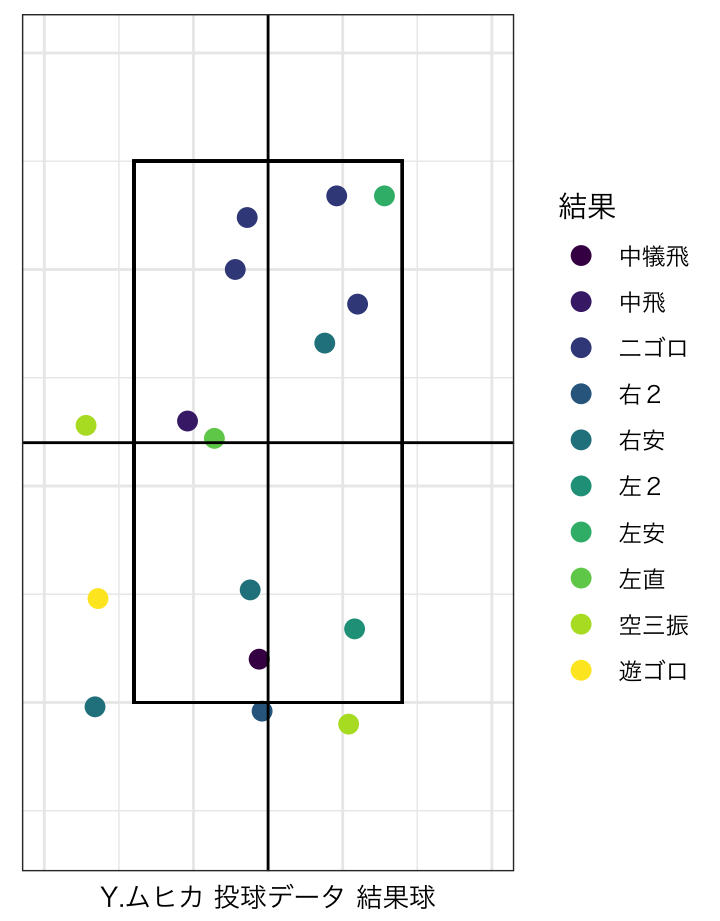 結果
中犠飛
中飛
ニゴロ
右２
右安
左２
左安
左直
空三振
遊ゴロ
Y.ムヒカ 投球データ 結果球